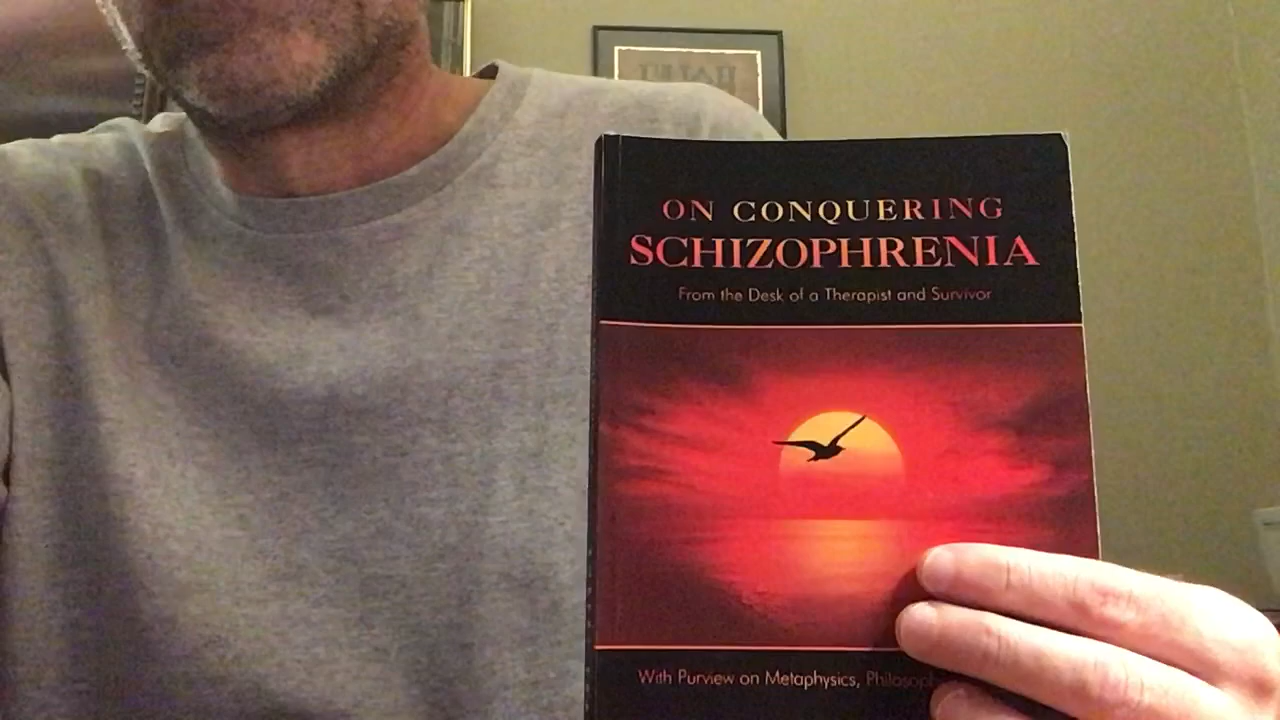 ON CONQUERING
SCHIZOPHRENIA
From the Desk of a Therapist and Survivor
With Purview on Metaphysics,